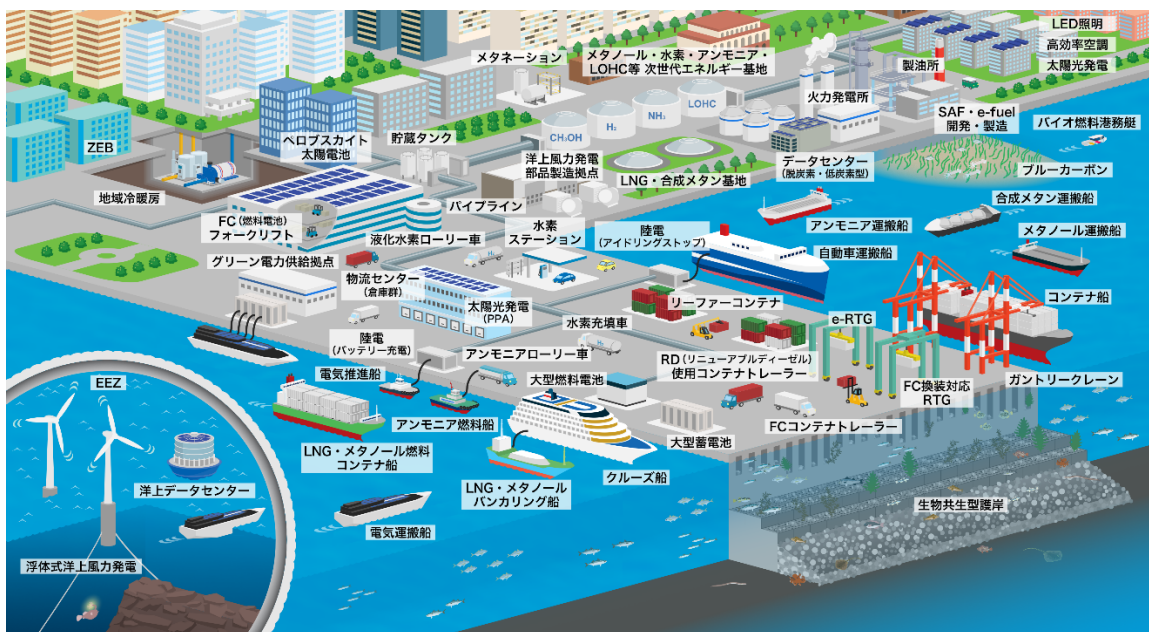 LED照明
高効率空調
太陽光発電
メタネーション
メタノール・水素・アンモニア・
LOHC等 次世代エネルギー基地
製油所
火力発電所
LOHC
NH₃
H₂
CH₃OH
SAF・e-fuel
開発・製造
バイオ燃料港務艇
ZEB
ペロブスカイト
太陽電池
貯蔵タンク
洋上風力発電
部品製造拠点
LNG・合成メタン基地
データセンター
(脱炭素・低炭素型)
ブルーカーボン
地域冷暖房
パイプライン
合成メタン運搬船
アンモニア運搬船
メタノール運搬船
FC(燃料電池)
フォークリフト
液化水素ローリー車
水素
ステーション
陸電
(アイドリングストップ)
自動車運搬船
グリーン電力供給拠点
H₂
物流センター
(倉庫群)
太陽光発電
(PPA)
リーファーコンテナ
コンテナ船
e-RTG
水素充填車
陸電
(バッテリー充電)
アンモニアローリー車
RD(リニューアブルディーゼル)
使用コンテナトレーラー
電気推進船
大型燃料電池
FC換装対応
RTG
ガントリークレーン
EEZ
アンモニア燃料船
大型蓄電池
FCコンテナトレーラー
LNG・メタノール燃料
コンテナ船
LNG・メタノール
バンカリング船
クルーズ船
洋上データセンター
電気運搬船
生物共生型護岸
浮体式洋上風力発電